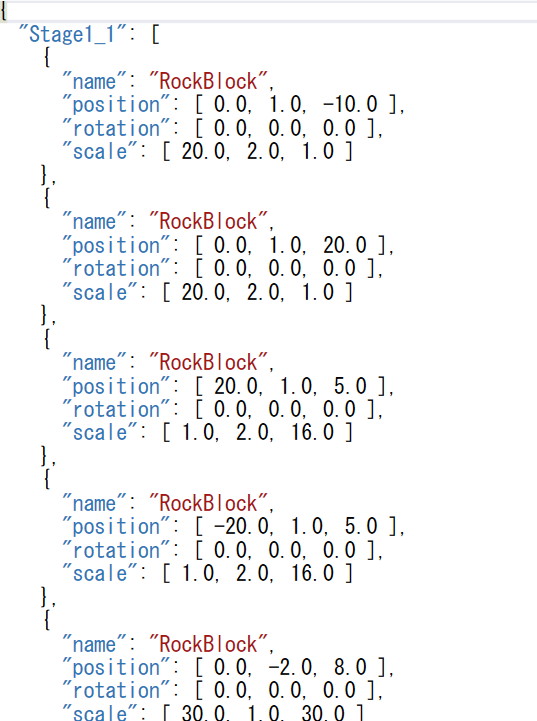 {
  "Stage1_1": [
    {
      "name": "RockBlock",
      "position": [ 0.0, 1.0, -10.0 ],
      "rotation": [ 0.0, 0.0, 0.0 ],
      "scale": [ 20.0, 2.0, 1.0 ]
    },
    {
      "name": "RockBlock",
      "position": [ 0.0, 1.0, 20.0 ],
      "rotation": [ 0.0, 0.0, 0.0 ],
      "scale": [ 20.0, 2.0, 1.0 ]
    },
    {
      "name": "RockBlock",
      "position": [ 20.0, 1.0, 5.0 ],
      "rotation": [ 0.0, 0.0, 0.0 ],
      "scale": [ 1.0, 2.0, 16.0 ]
    },
    {
      "name": "RockBlock",
      "position": [ -20.0, 1.0, 5.0 ],
      "rotation": [ 0.0, 0.0, 0.0 ],
      "scale": [ 1.0, 2.0, 16.0 ]
    },
    {
      "name": "RockBlock",
      "position": [ 0.0, -2.0, 8.0 ],
      "rotation": [ 0.0, 0.0, 0.0 ],
      "scale": [ 30.0, 1.0, 30.0 ]